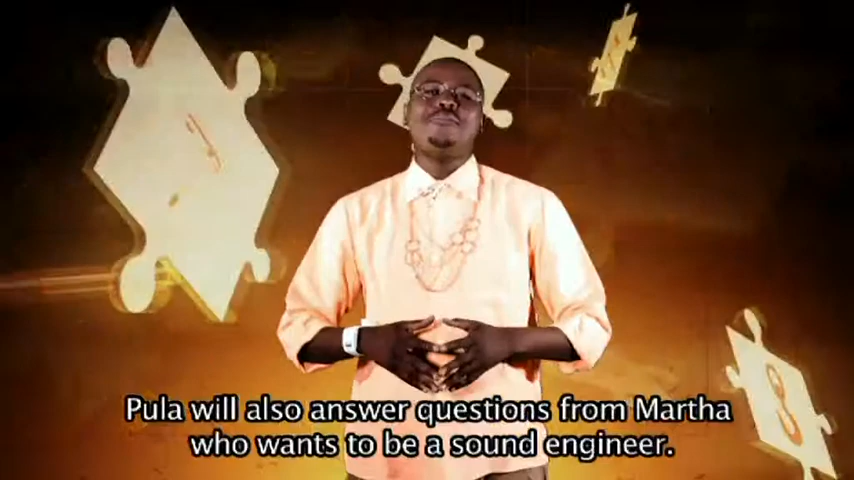 Pula will also answer questions from Martha
who wants to be a sound engineer.